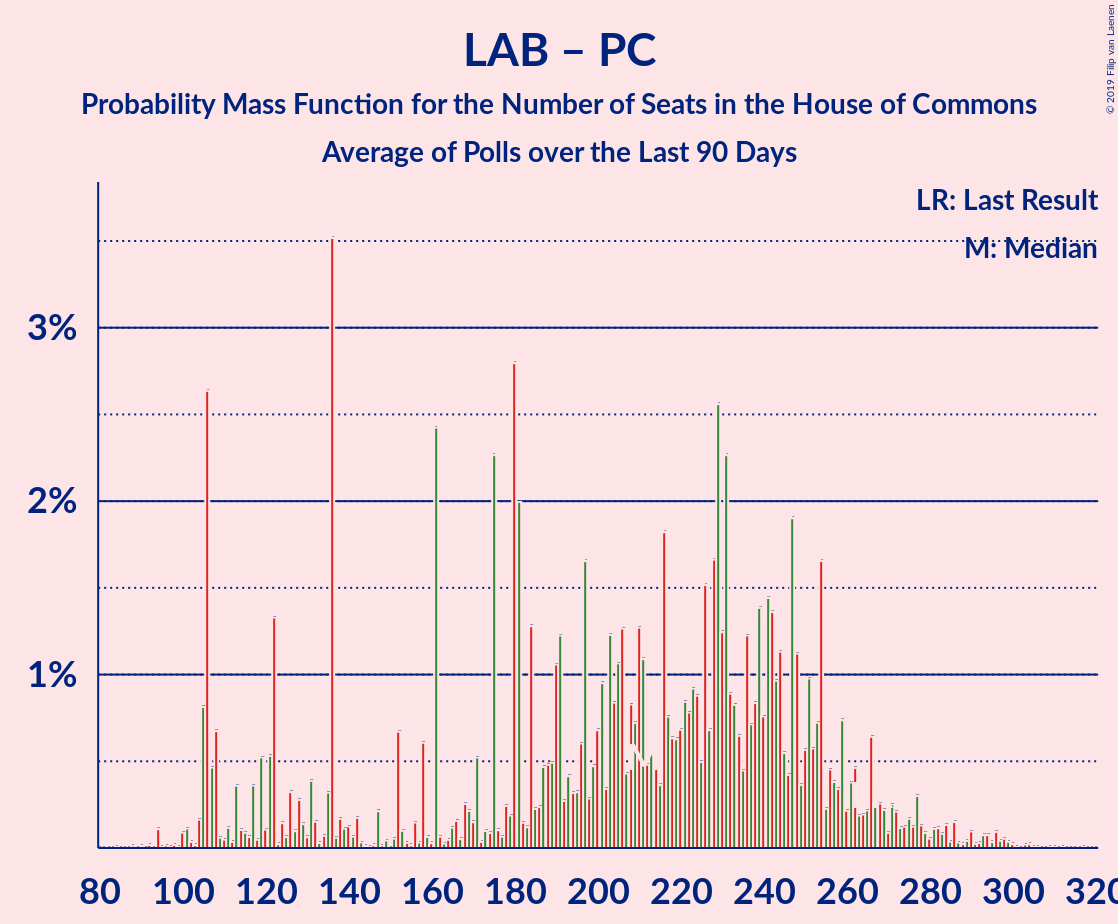 LAB – PC
Probability Mass Function for the Number of Seats in the House of Commons
Average of Polls over the Last 90 Days
© 2019 Filip van Laenen
LR: Last Result
M: Median
3%
2%
1%
80 100 120 140 160 180 200 220 240 260 280 300 320